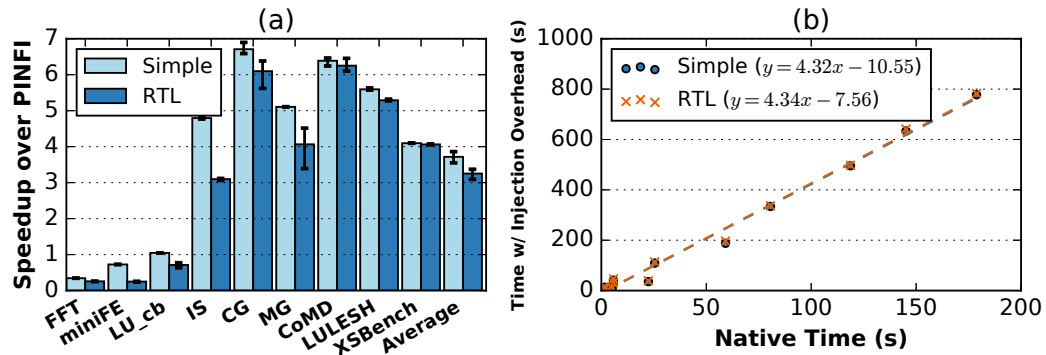 (a)
Speedup over PINFI
7
6
5
4
3
2
1
0
Simple
RTL
FFT
miniFE
LU_cb
IS
CG
MG
CoMD
LULESH
XSBench
Average
(b)
Time w/ Injection Overhead (s)
1000
800
600
400
200
0
Simple (y = 4.32x − 10.55)
RTL (y = 4.34x − 7.56)
0 50 100 150 200
Native Time (s)